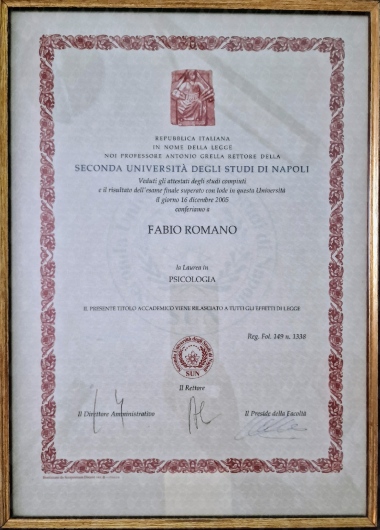 REPUBBLICA ITALIANA
IN NOME DELLA LEGGE
NOI PROFESSORE ANTONIO GRELLA RETTORE DELLA
SECONDA UNIVERSITÀ DEGLI STUDI DI NAPOLI
Veduti gli attestati degli studi compiuti
e il risultato dell'esame finale superato con lode in questa Università
il giorno 16 dicembre 2005
conferiamo a
FABIO ROMANO
la Laurea in
PSICOLOGIA
IL PRESENTE TITOLO ACCADEMICO VIENE RILASCIATO A TUTTI GLI EFFETTI DI LEGGE
Reg. Fol. 149 n. 1338
SUN
Il Rettore
Il Direttore Amministrativo
Il Preside della Facoltà